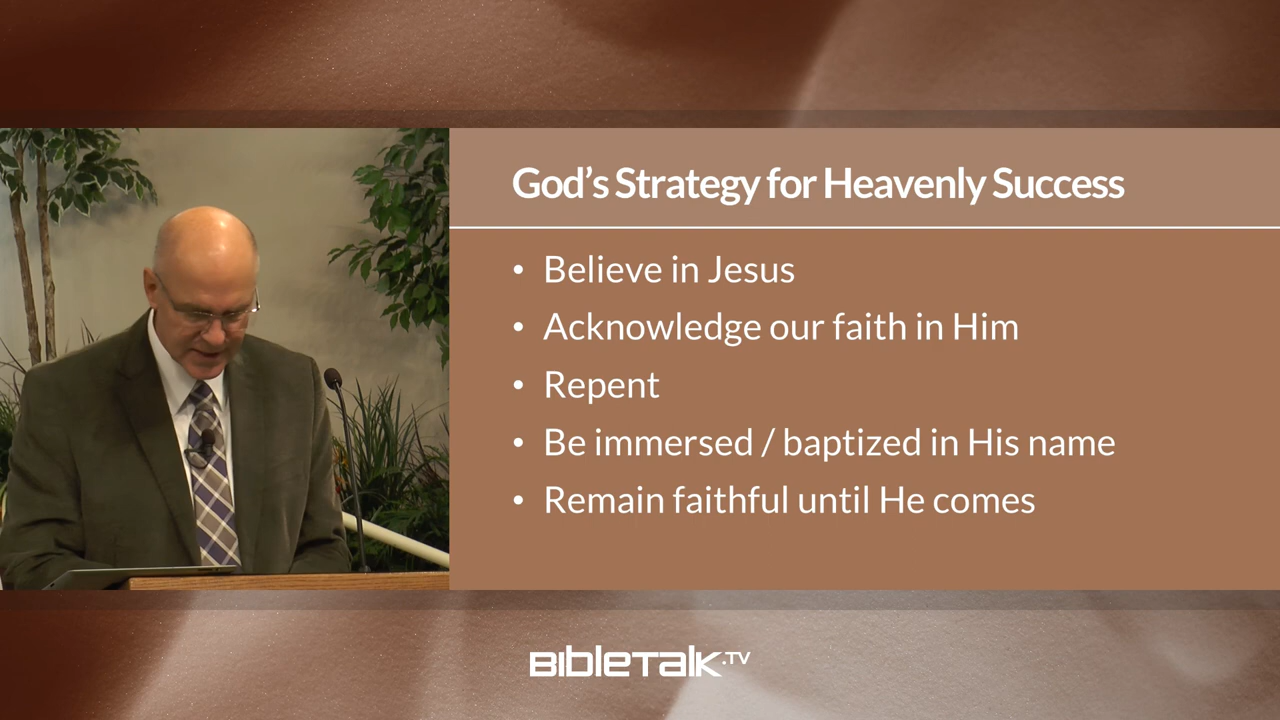 God's Strategy for Heavenly Success
• Believe in Jesus
• Acknowledge our faith in Him
• Repent
• Be immersed / baptized in His name
• Remain faithful until He comes
BIBLETALK.TV